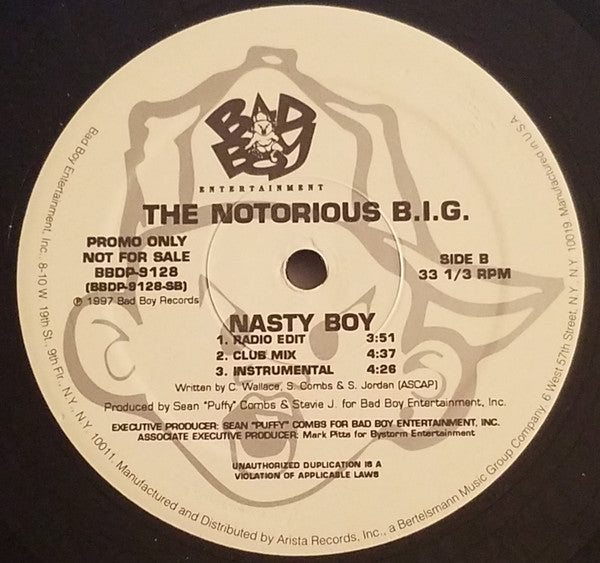 BAD
BOY
ENTERTAINMENT
THE NOTORIOUS B.I.G.
PROMO ONLY
NOT FOR SALE
BBDP-9128
(BBDP-9128-SB)
℗ 1997 Bad Boy Records
SIDE B
33 1/3 RPM
NASTY BOY
1. RADIO EDIT 3:51
2. CLUB MIX 4:37
3. INSTRUMENTAL 4:26
Written by C. Wallace, S. Combs & S. Jordan (ASCAP)
Produced by Sean "Puffy" Combs & Stevie J. for Bad Boy Entertainment, Inc.
EXECUTIVE PRODUCER: SEAN "PUFFY" COMBS FOR BAD BOY ENTERTAINMENT, INC.
ASSOCIATE EXECUTIVE PRODUCER: Mark Pitts for Bystorm Entertainment
UNAUTHORIZED DUPLICATION IS A
VIOLATION OF APPLICABLE LAWS
Bad Boy Entertainment, Inc. 8-10 W. 19th St., 9th Flr., N.Y. N.Y. 10011. Manufactured and Distributed by Arista Records, Inc., a Bertelsmann Music Group Company, 6 West 57th Street, N.Y. N.Y. 10019 Manufactured in U.S.A.